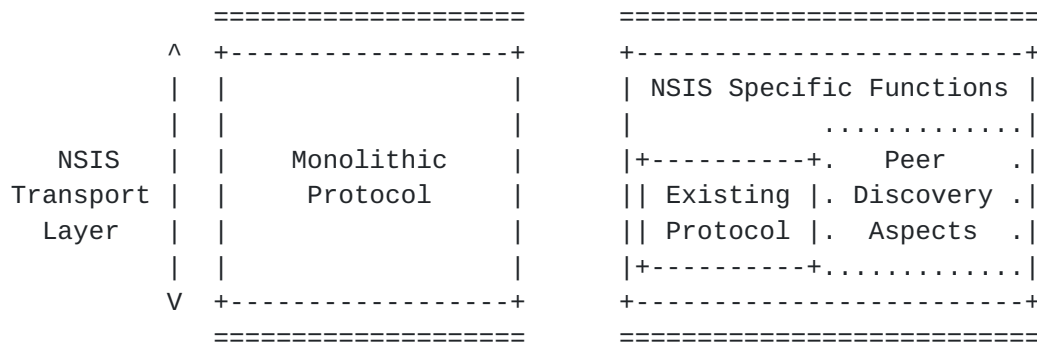 ====================     ===========================
^  +------------------+      +-------------------------+
|  |                  |      | NSIS Specific Functions |
|  |                  |      |            .............|
NSIS   |  |    Monolithic    |      |+----------+.   Peer    .|
Transport |  |     Protocol     |      || Existing |. Discovery .|
Layer   |  |                  |      || Protocol |.  Aspects  .|
|  |                  |      |+----------+.............|
V  +------------------+      +-------------------------+
====================     ===========================